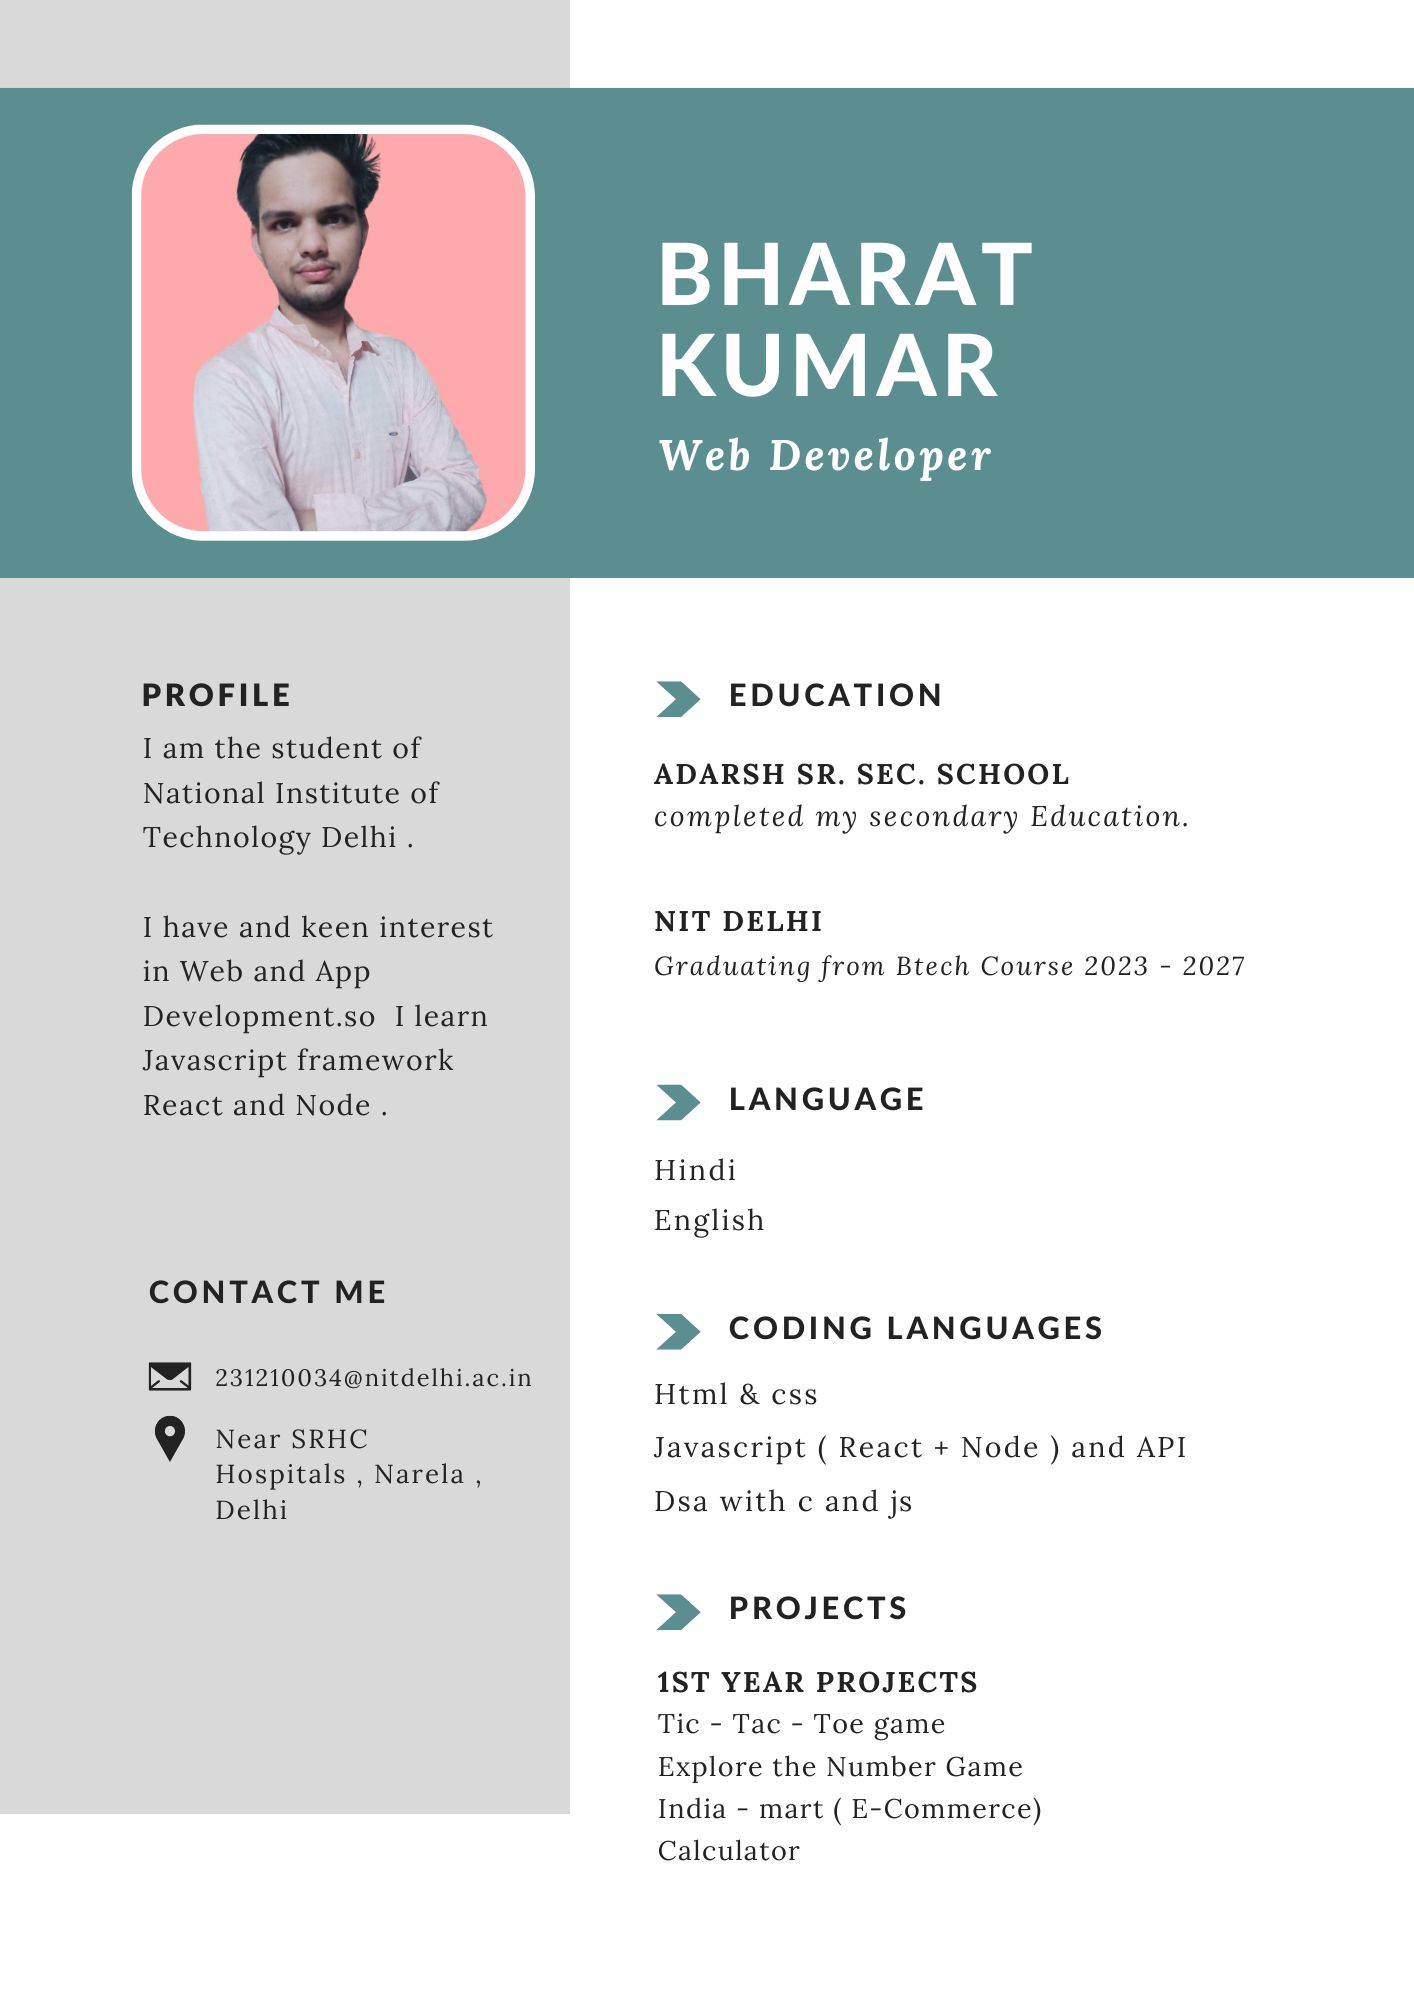 BHARAT
KUMAR
Web Developer
PROFILE
I am the student of
National Institute of
Technology Delhi .
I have and keen interest
in Web and App
Development.so  I learn
Javascript framework
React and Node .
CONTACT ME
231210034@nitdelhi.ac.in
Near SRHC
Hospitals , Narela ,
Delhi
EDUCATION
ADARSH SR. SEC. SCHOOL
completed my secondary Education.
NIT DELHI
Graduating from Btech Course 2023 - 2027
LANGUAGE
Hindi
English
CODING LANGUAGES
Html & css
Javascript ( React + Node ) and API
Dsa with c and js
PROJECTS
1ST YEAR PROJECTS
Tic - Tac - Toe game
Explore the Number Game
India - mart ( E-Commerce)
Calculator